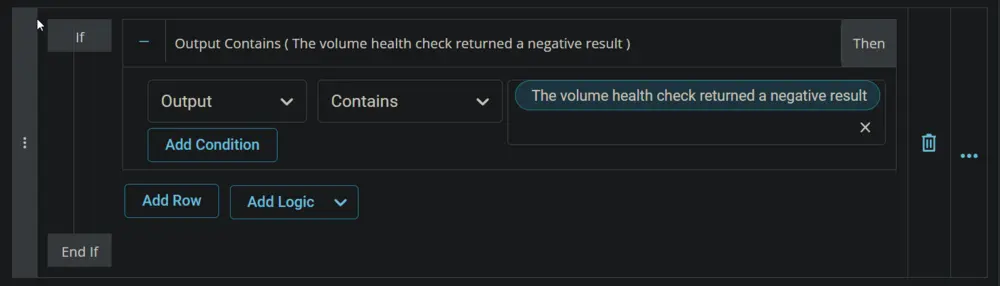 If
Output Contains ( The volume health check returned a negative result )
Then
Output
Contains
The volume health check returned a negative result
Add Condition
Add Row
Add Logic
End If